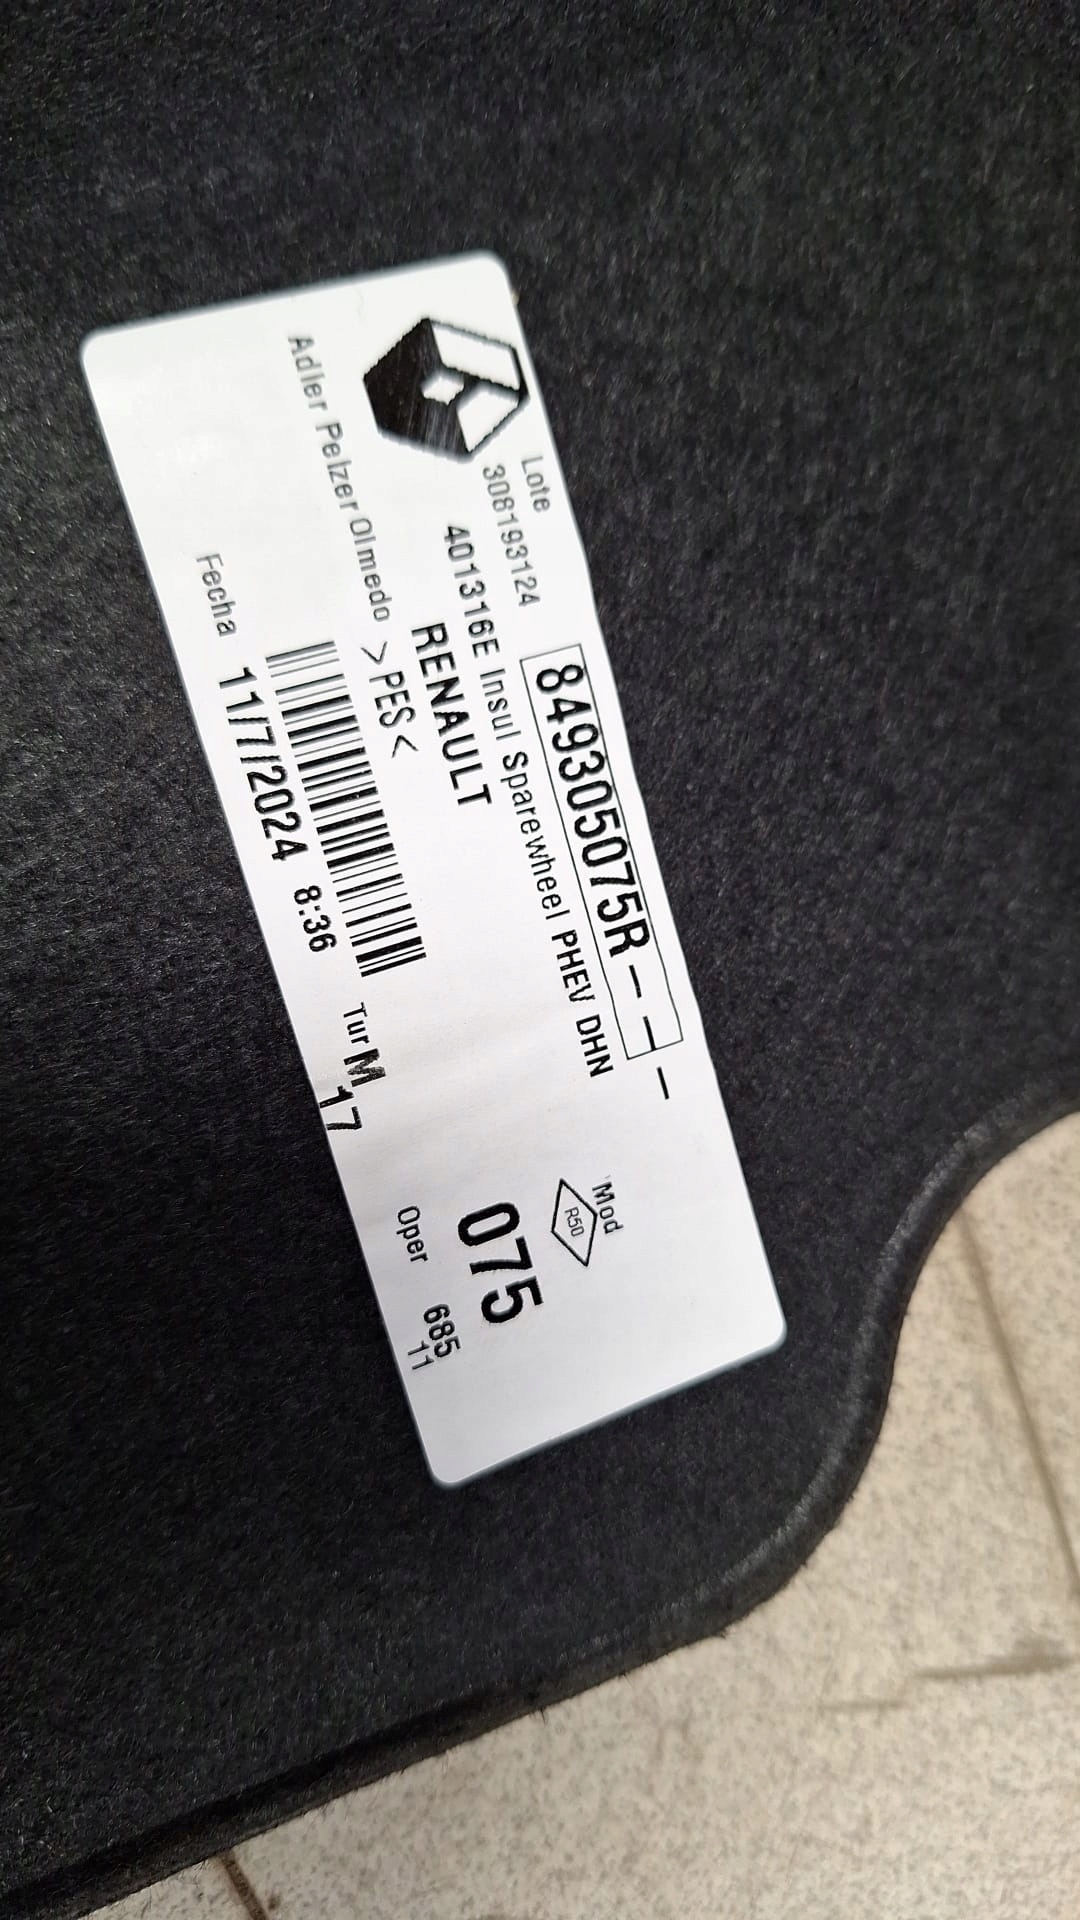 Lote
308193124
849305075R - - -
'Mod
R50
401316E Insul Sparewheel PHEV DHN
RENAULT
075
Adler Pelzer Olmedo >PES<
Fecha 11/7/2024 8:36 Tur M 17 Oper 685
11